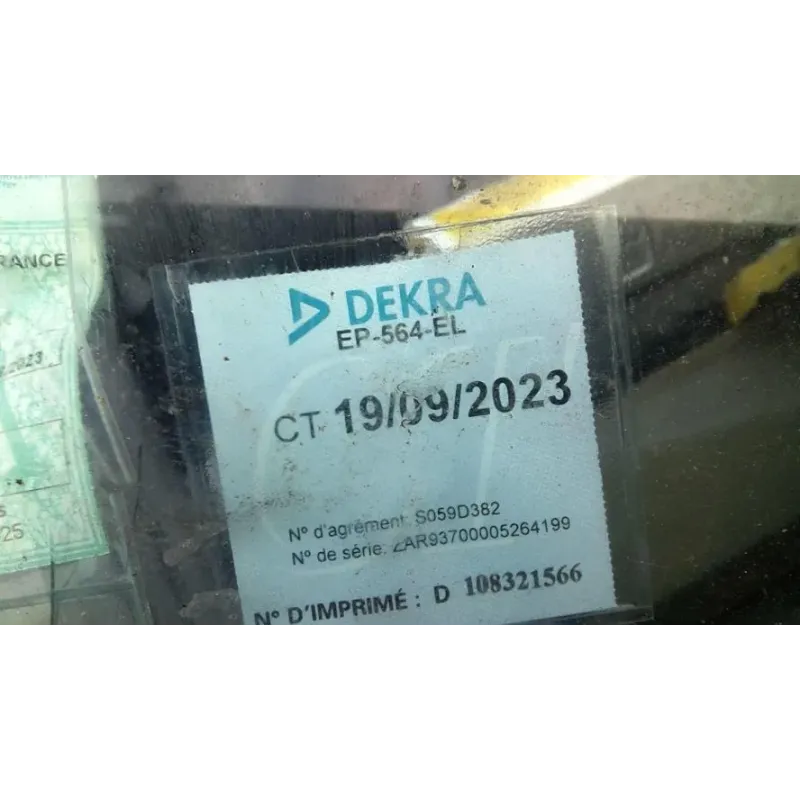 RANCE
2023
25
DEKRA
EP-564-EL
CT 19/09/2023
N° d'agrément: S059D382
N° de série: ZAR93700005264199
N° D'IMPRIMÉ : D 108321566